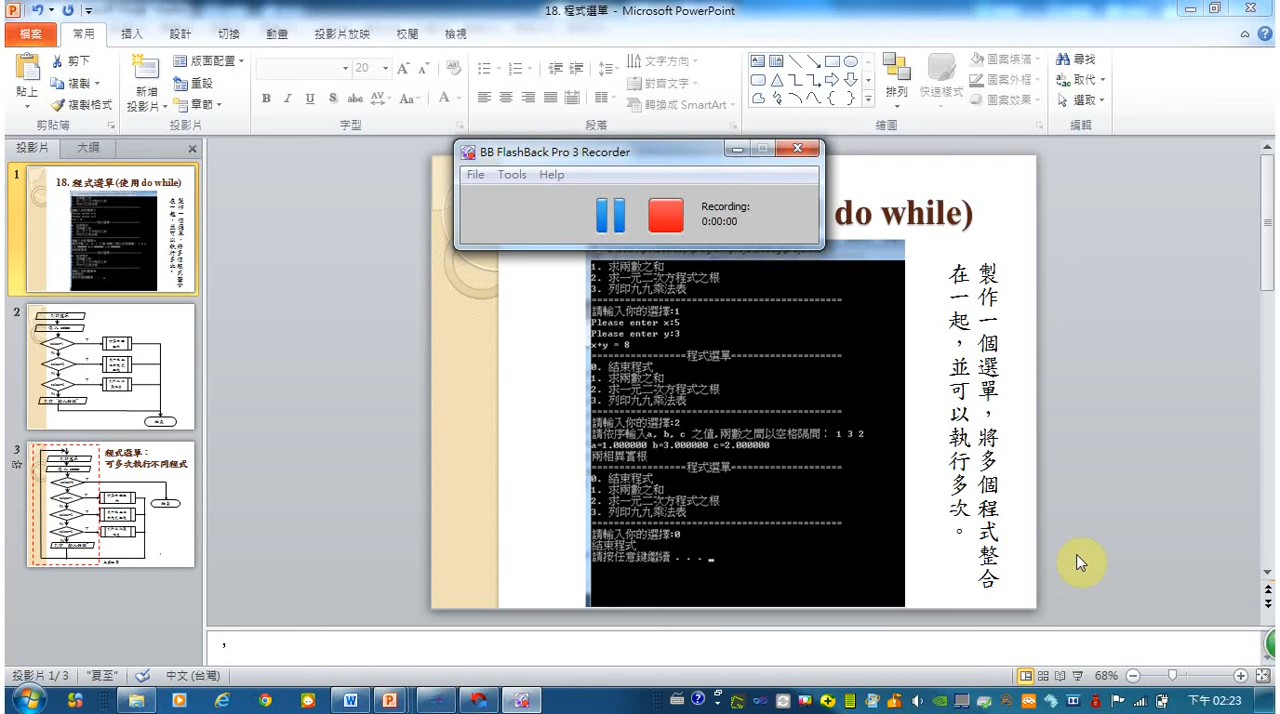 18. 程式選單 - Microsoft PowerPoint
檔案 常用 插入 設計 切換 動畫 投影片放映 校閱 檢視
貼上 剪下 複製 複製格式 剪貼簿
新增投影片 版面配置 重設 章節 投影片
20 字型
文字方向 對齊文字 轉換成 SmartArt 段落
排列 快速樣式 圖案填滿 圖案外框 圖案效果 繪圖
尋找 取代 選取 編輯
投影片 大綱
1
18. 程式選單(使用 do while)
2
3
程式選單：
可多次執行不同程式
BB FlashBack Pro 3 Recorder
File Tools Help
Recording:
0:00:00
do while)
1. 求兩數之和
2. 求一元二次方程式之根
3. 列印九九乘法表
========================================
請輸入你的選擇:1
Please enter x:5
Please enter y:3
x+y = 8
===============程式選單=================
0. 結束程式
1. 求兩數之和
2. 求一元二次方程式之根
3. 列印九九乘法表
========================================
請輸入你的選擇:2
請依序輸入a, b, c 之值,兩數之間以空格隔開： 1 3 2
a=1.000000 b=3.000000 c=2.000000
兩相異實根
===============程式選單=================
0. 結束程式
1. 求兩數之和
2. 求一元二次方程式之根
3. 列印九九乘法表
========================================
請輸入你的選擇:0
結束程式
請按任意鍵繼續 . . .
製作一個選單，將多個程式整合
在一起，並可以執行多次。
，
投影片 1/3 "夏至" 中文 (台灣) 68%
下午 02:23